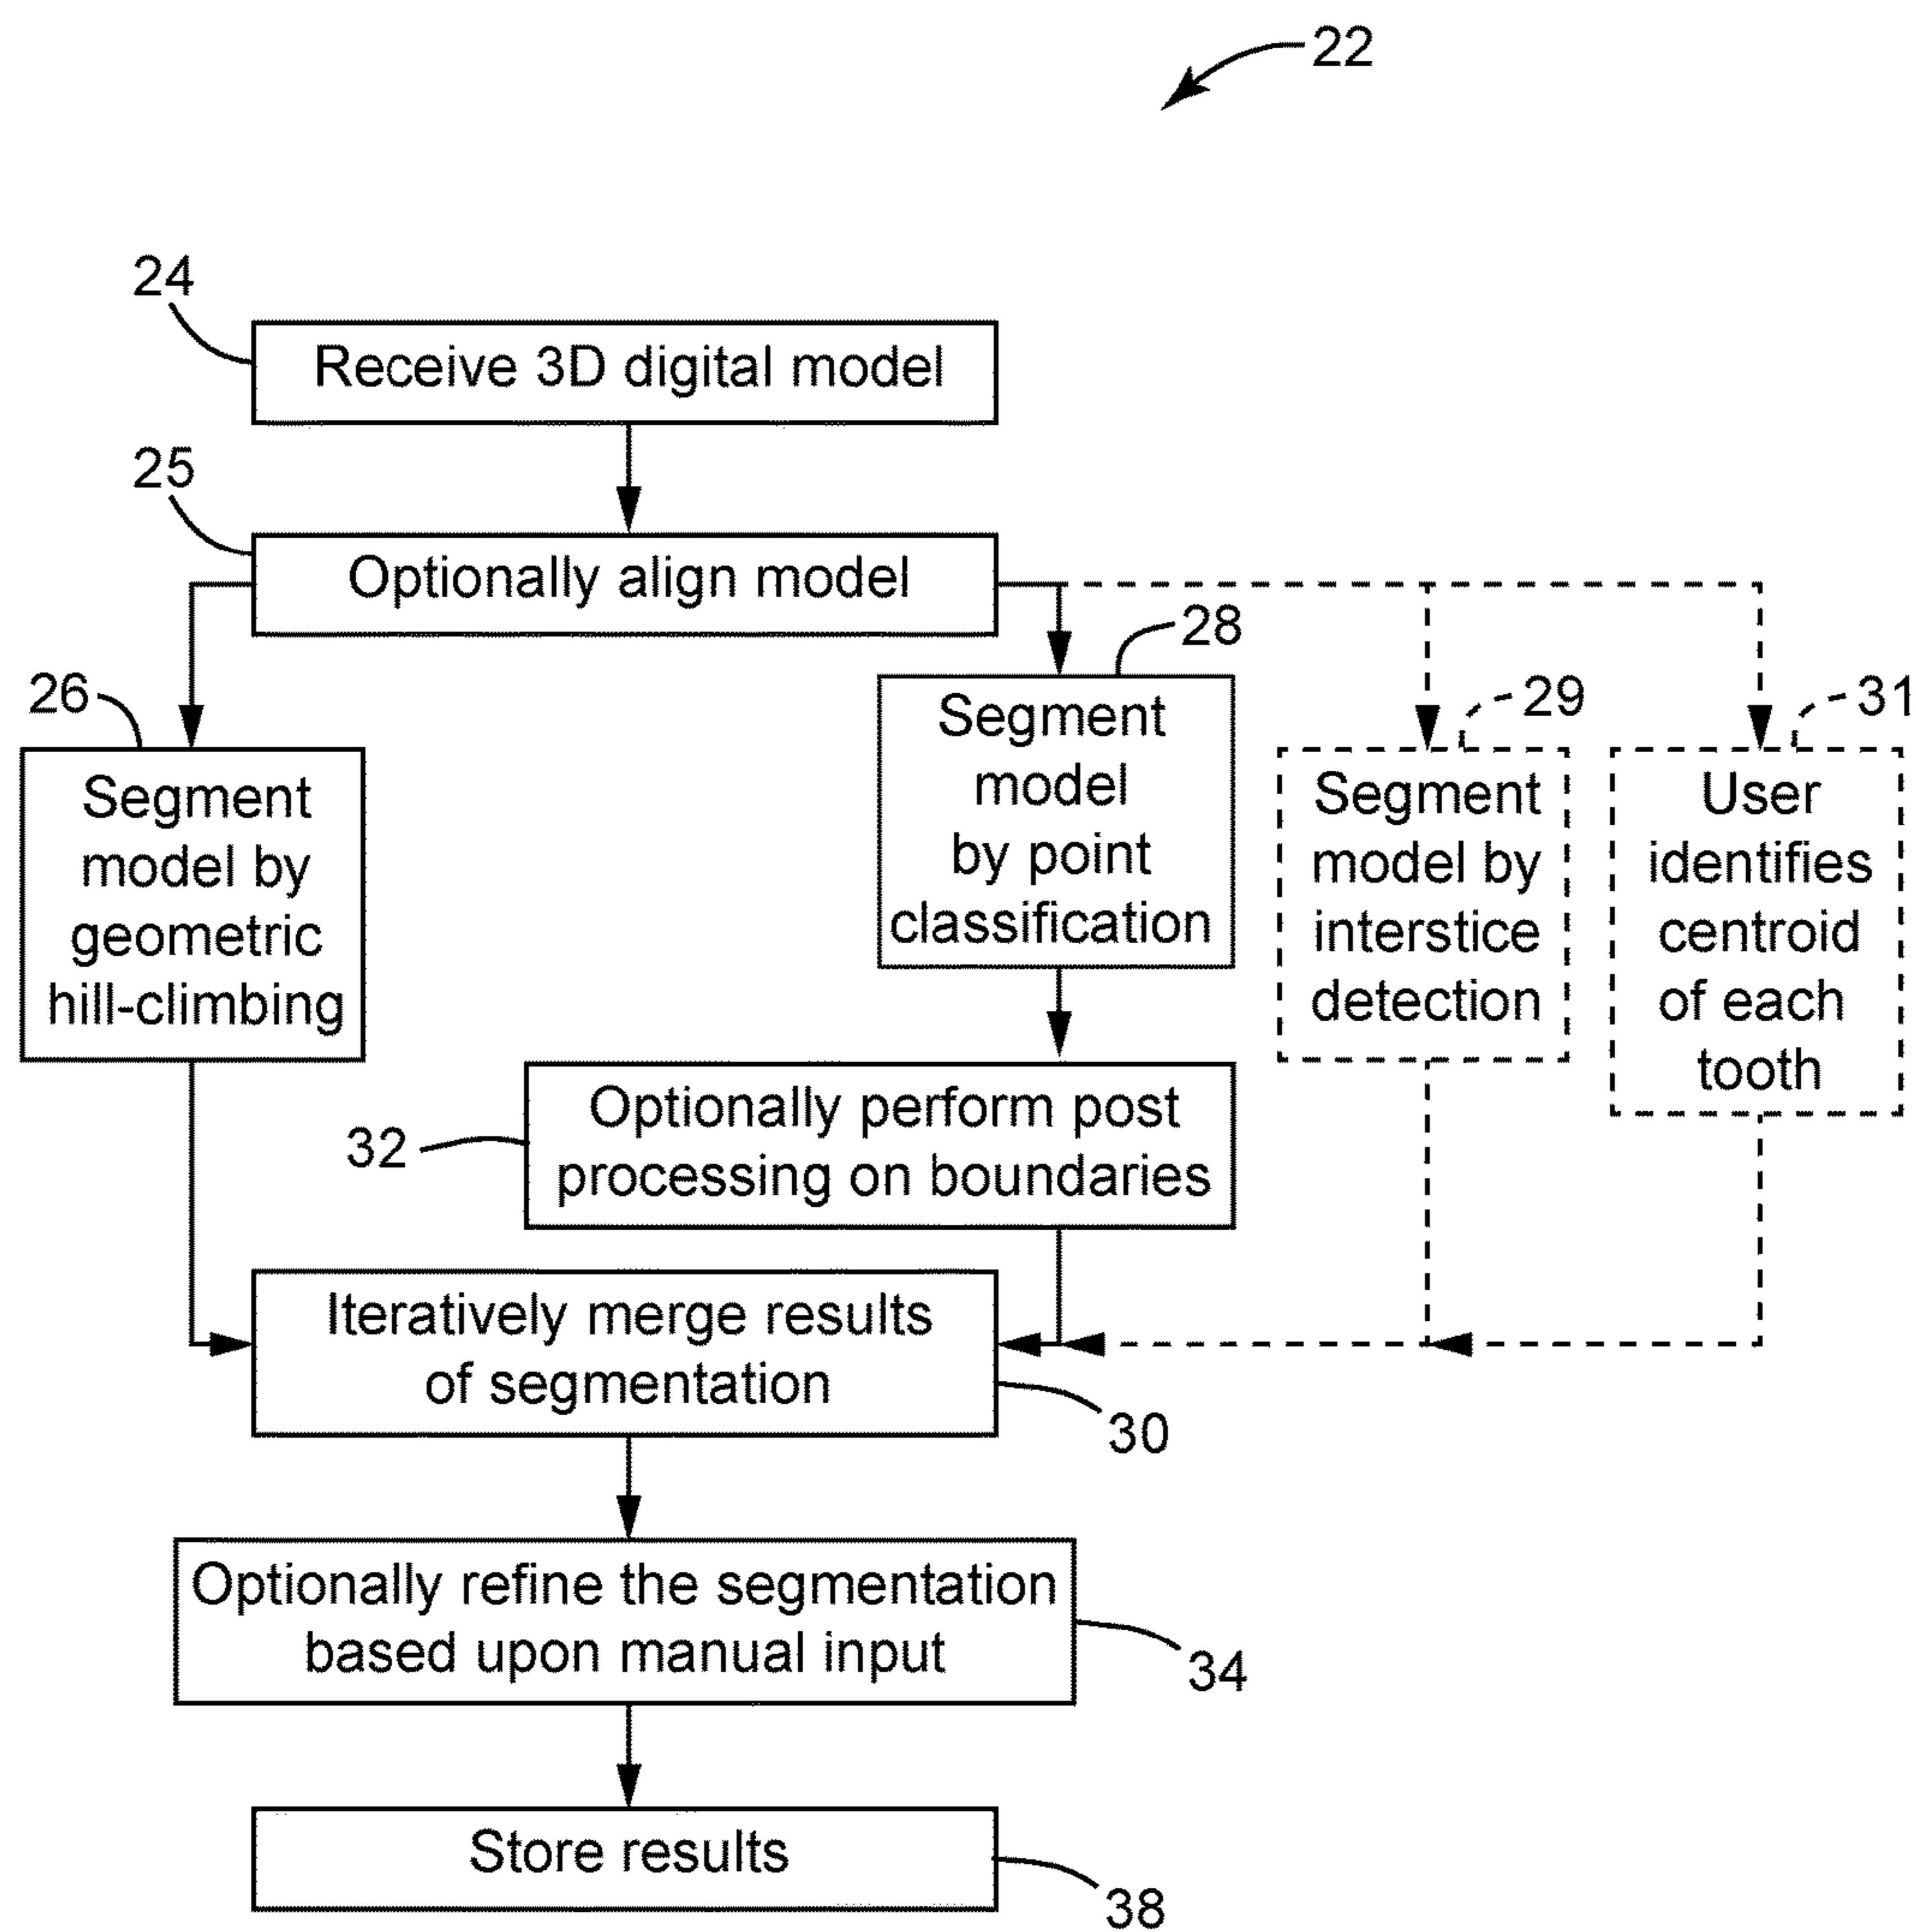 22
24
Receive 3D digital model
25
Optionally align model
26
Segment
model by
geometric
hill-climbing
28
Segment
model
by point
classification
29
Segment
model by
interstice
detection
31
User
identifies
centroid
of each
tooth
32
Optionally perform post
processing on boundaries
Iteratively merge results
of segmentation
30
Optionally refine the segmentation
based upon manual input
34
Store results
38